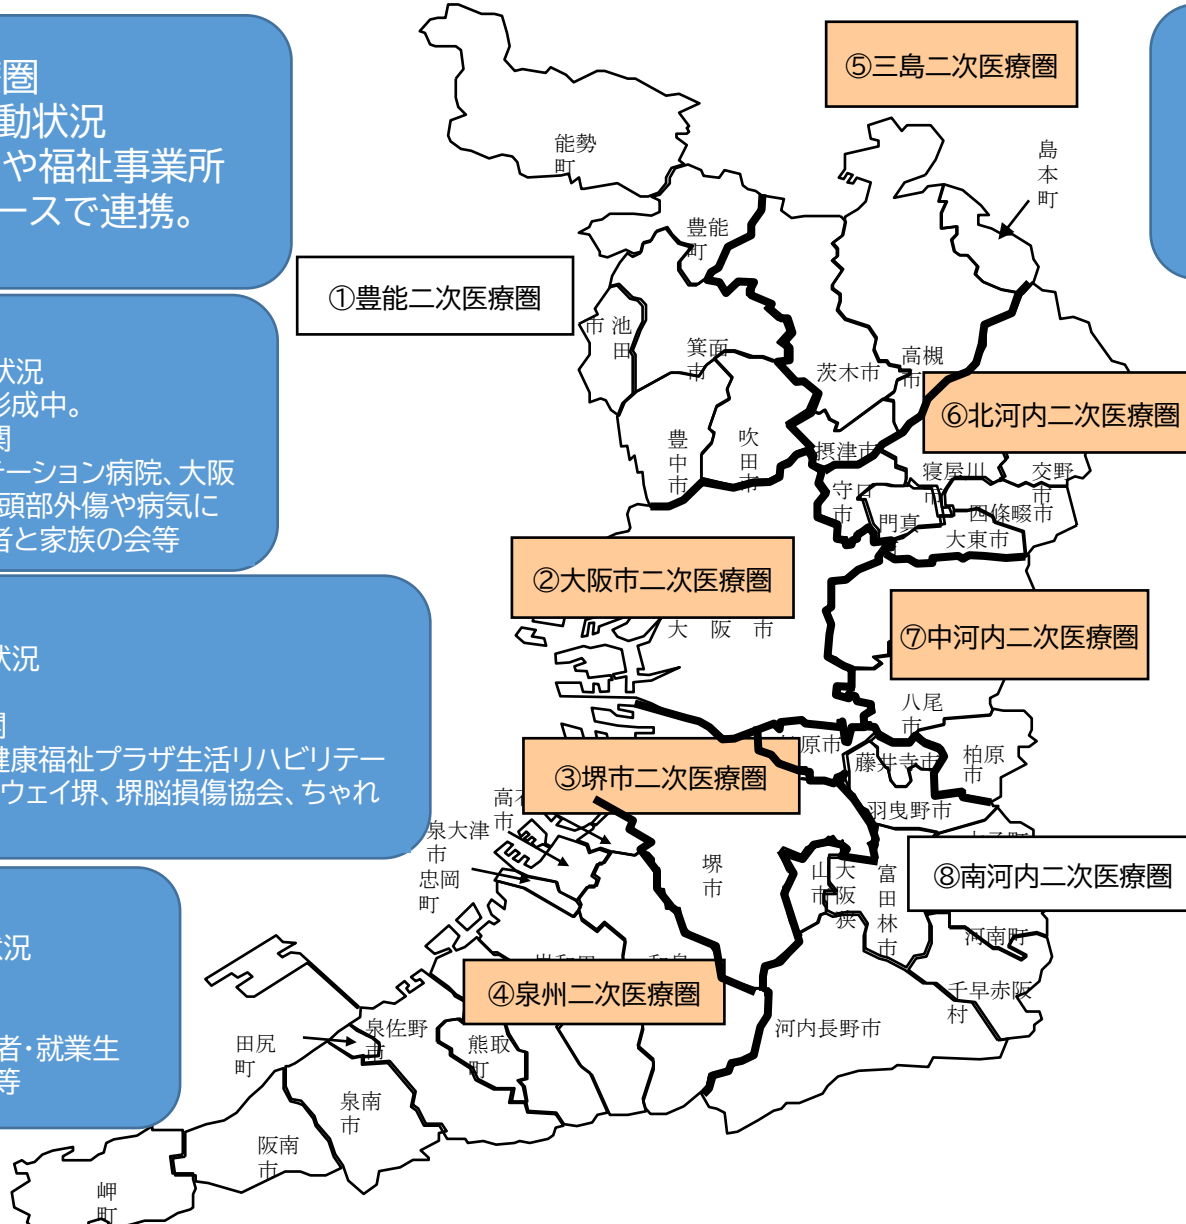 圏
動状況
や福祉事業所
ースで連携。
状況
形成中。
関
テーション病院、大阪
頭部外傷や病気に
者と家族の会等
状況
関
健康福祉プラザ生活リハビリテー
ウェイ堺、堺脳損傷協会、ちゃれ
状況
者・就業生
等
⑤三島二次医療圏
①豊能二次医療圏
⑥北河内二次医療圏
②大阪市二次医療圏
⑦中河内二次医療圏
③堺市二次医療圏
⑧南河内二次医療圏
④泉州二次医療圏
能勢
町
島
本
町
豊能
町
池
田
市
箕面
市
茨木市
高槻
市
豊
中
市
吹
田
市
摂津市
寝屋川
市
交野
市
守口
市
門真
四條畷市
大東市
大 阪 市
八尾
市
原市
藤井寺市
柏原
市
羽曳野市
高石
市
泉大津
市
忠岡
町
堺
市
大
阪
狭
山
市
富
田
林
市
河南町
千早赤阪
村
河内長野市
泉佐野
市
熊取
町
田尻
町
泉南
市
阪南
市
岬
町